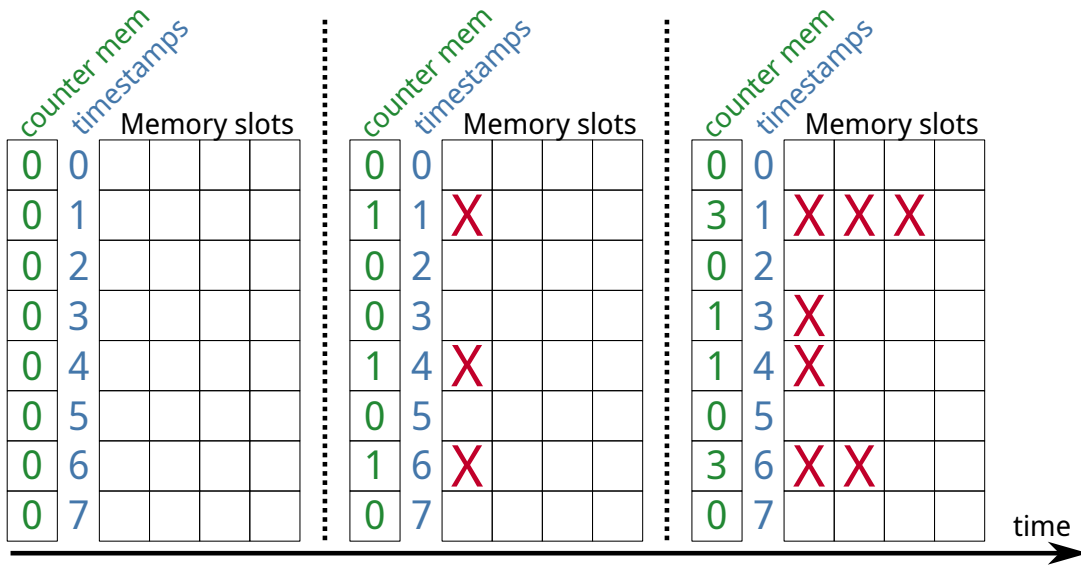 counter mem
timestamps
Memory slots
0 0
0 1
0 2
0 3
0 4
0 5
0 6
0 7
counter mem
timestamps
Memory slots
0 0
1 1 X
0 2
0 3
1 4 X
0 5
1 6 X
0 7
counter mem
timestamps
Memory slots
0 0
3 1 X X X
0 2
1 3 X
1 4 X
0 5
3 6 X X
0 7
time